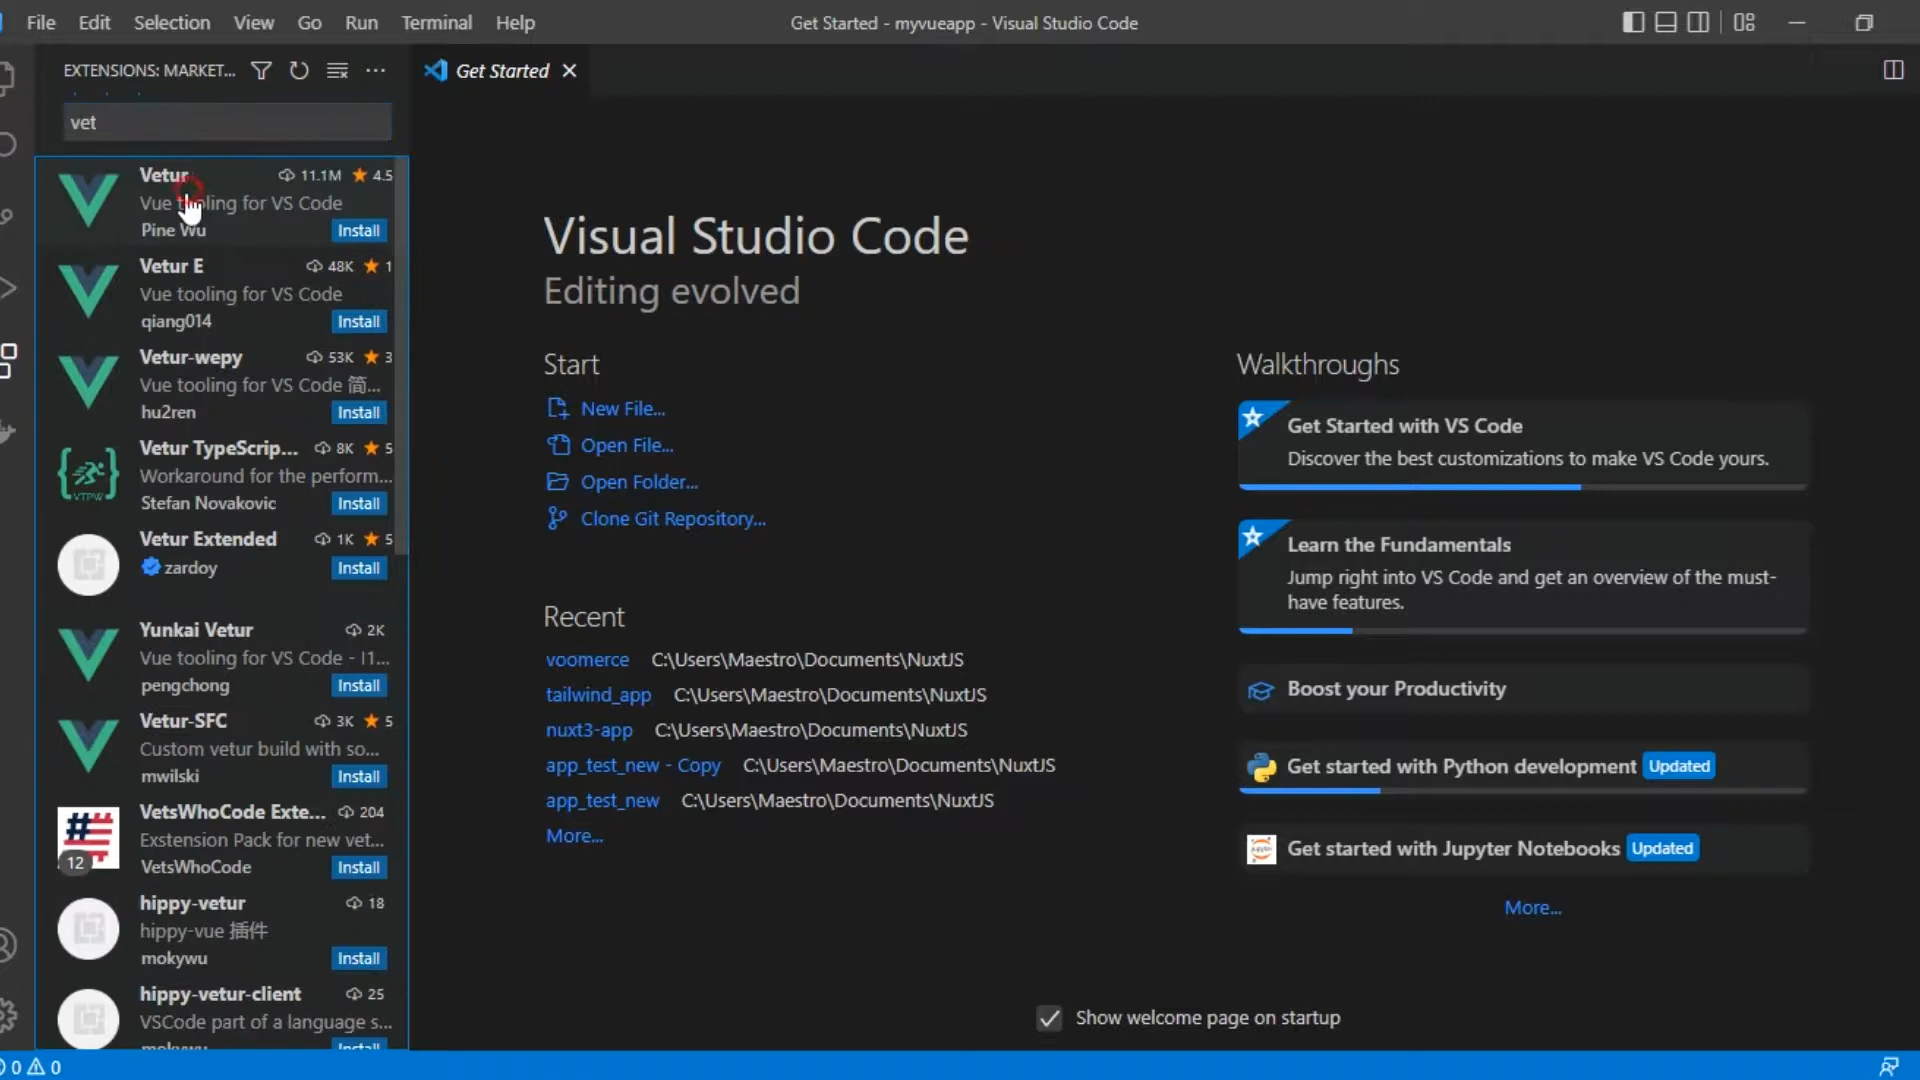 File Edit Selection View Go Run Terminal Help
Get Started - myvueapp - Visual Studio Code
EXTENSIONS: MARKET...
Get Started
vet
Vetur 11.1M 4.5
Vue tooling for VS Code
Pine Wu Install
Vetur E 48K 1
Vue tooling for VS Code
qiang014 Install
Vetur-wepy 53K 3
Vue tooling for VS Code 简...
hu2ren Install
Vetur TypeScrip... 8K 5
Workaround for the perform...
VTPW
Stefan Novakovic Install
Vetur Extended 1K 5
zardoy Install
Yunkai Vetur 2K
Vue tooling for VS Code - I1...
pengchong Install
Vetur-SFC 3K 5
Custom vetur build with so...
mwilski Install
VetsWhoCode Exte... 204
Exstension Pack for new vet...
12
VetsWhoCode Install
hippy-vetur 18
hippy-vue 插件
mokywu Install
hippy-vetur-client 25
VSCode part of a language s...
mokywu Install
Visual Studio Code
Editing evolved
Start
New File...
Open File...
Open Folder...
Clone Git Repository...
Recent
voomerce C:\Users\Maestro\Documents\NuxtJS
tailwind_app C:\Users\Maestro\Documents\NuxtJS
nuxt3-app C:\Users\Maestro\Documents\NuxtJS
app_test_new - Copy C:\Users\Maestro\Documents\NuxtJS
app_test_new C:\Users\Maestro\Documents\NuxtJS
More...
Walkthroughs
Get Started with VS Code
Discover the best customizations to make VS Code yours.
Learn the Fundamentals
Jump right into VS Code and get an overview of the must-
have features.
Boost your Productivity
Get started with Python development Updated
Get started with Jupyter Notebooks Updated
More...
Show welcome page on startup
0 0